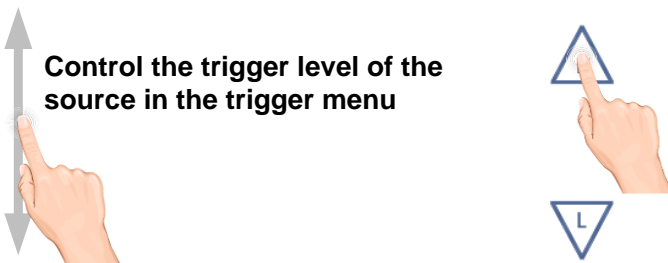 Control the trigger level of the
source in the trigger menu
L